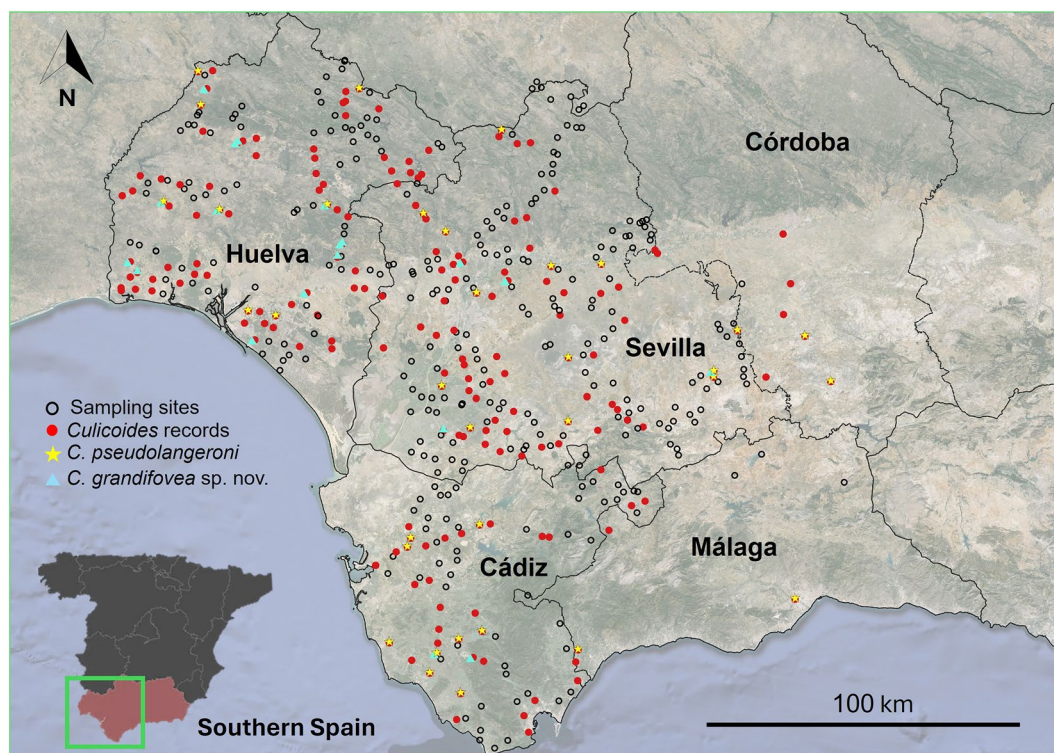 N
Córdoba
Huelva
Sevilla
Sampling sites
Culicoides records
C. pseudolangeroni
C. grandifovea sp. nov.
Cádiz
Málaga
100 km
Southern Spain